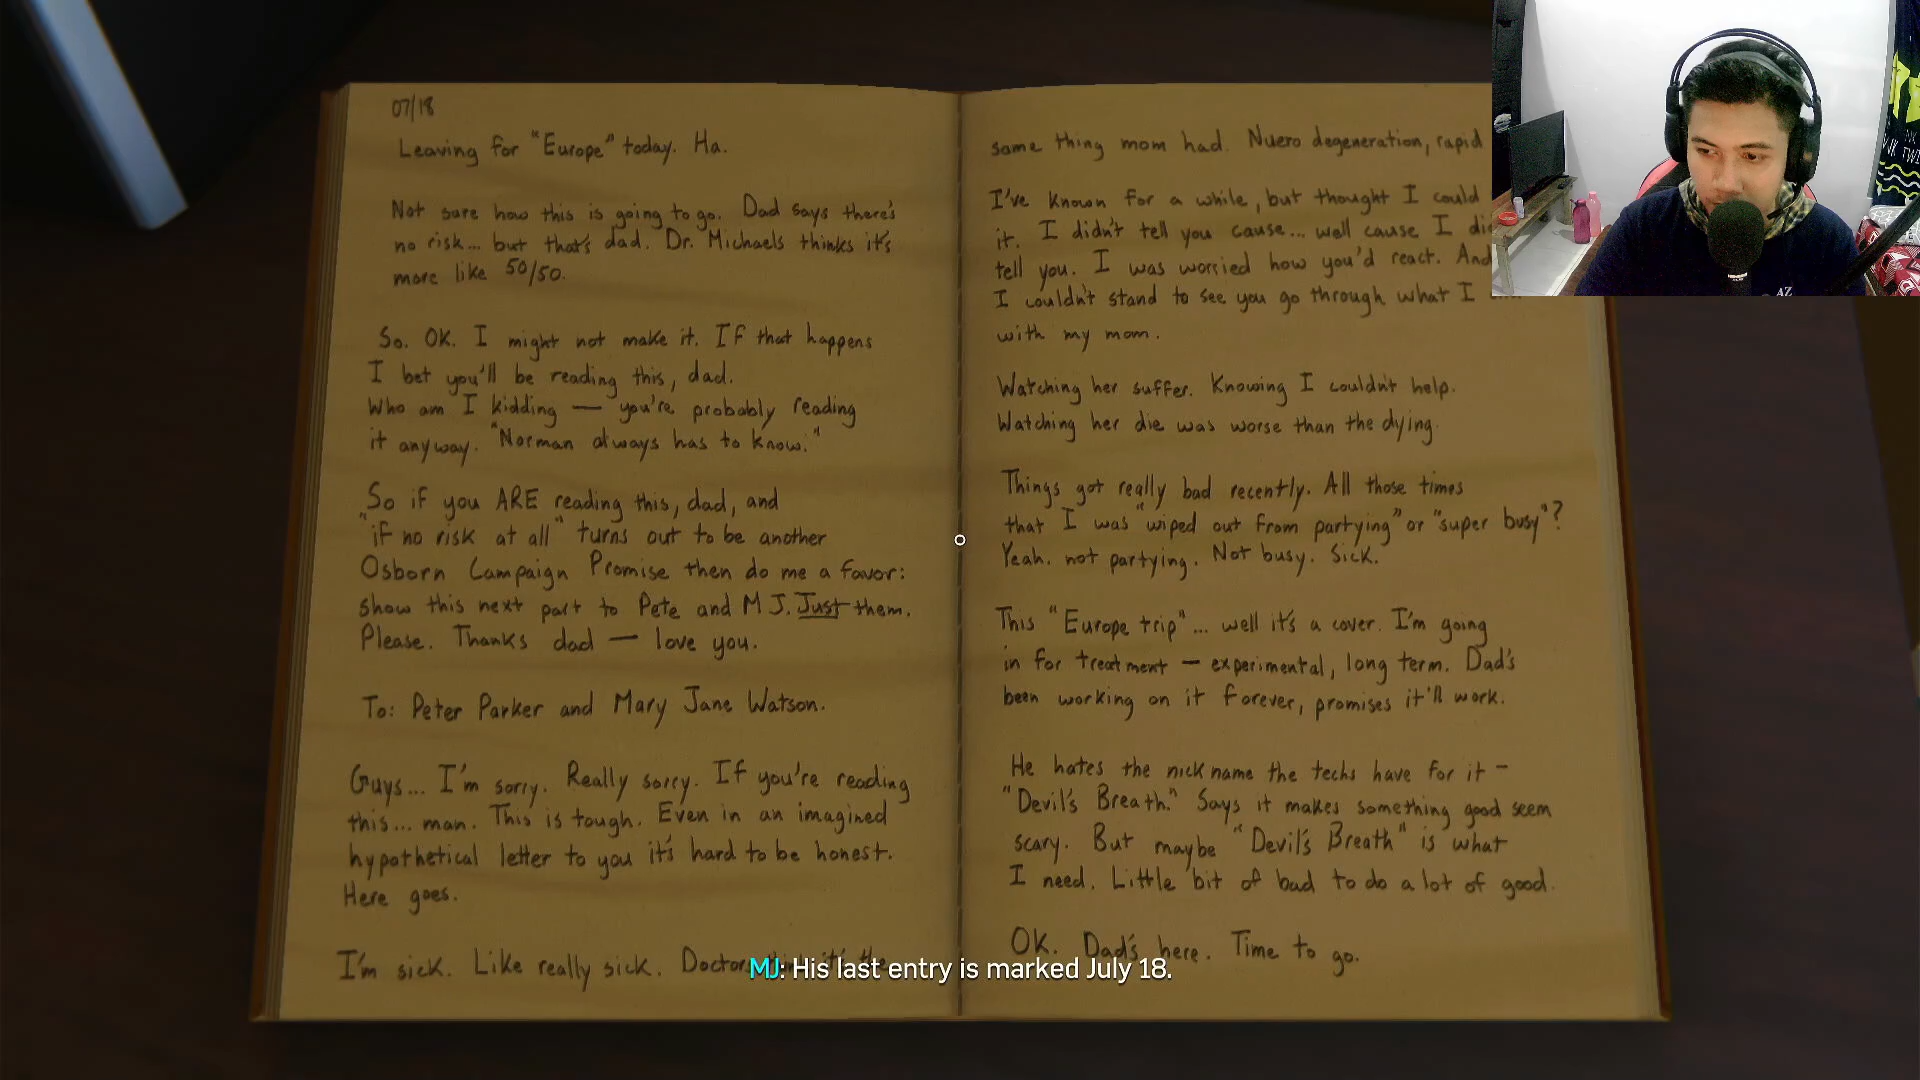 07/18
Leaving for "Europe" today. Ha.
Not sure how this is going to go. Dad says there's
no risk... but that's dad. Dr. Michaels thinks it's
more like 50/50.
So. OK. I might not make it. If that happens
I bet you'll be reading this, dad.
Who am I kidding — you're probably reading
it anyway. "Norman always has to know."
So if you ARE reading this, dad, and
"if no risk at all" turns out to be another
Osborn Campaign Promise then do me a favor:
show this next part to Pete and MJ. Just them.
Please. Thanks dad — love you.
To: Peter Parker and Mary Jane Watson.
Guys... I'm sorry. Really sorry. If you're reading
this... man. This is tough. Even in an imagined
hypothetical letter to you it's hard to be honest.
Here goes.
I'm sick. Like really sick. the
same thing mom had. Nuero degeneration, rapid
I've known for a while, but thought I could
it. I didn't tell you cause... well cause I
tell you. I was worried how you'd react. And
I couldn't stand to see you go through what I
with my mom.
Watching her suffer. Knowing I couldn't help.
Watching her die was worse than the dying.
Things got really bad recently. All those times
that I was "wiped out from partying" or "super busy"?
Yeah. not partying. Not busy. Sick.
This "Europe trip"... well it's a cover. I'm going
in for treatment — experimental, long term. Dad's
been working on it forever, promises it'll work.
He hates the nickname the techs have for it -
"Devil's Breath." Says it makes something good seem
scary. But maybe "Devil's Breath" is what
I need. Little bit of bad to do a lot of good.
OK. Dad's here. Time to go.
MJ: His last entry is marked July 18.
AZ